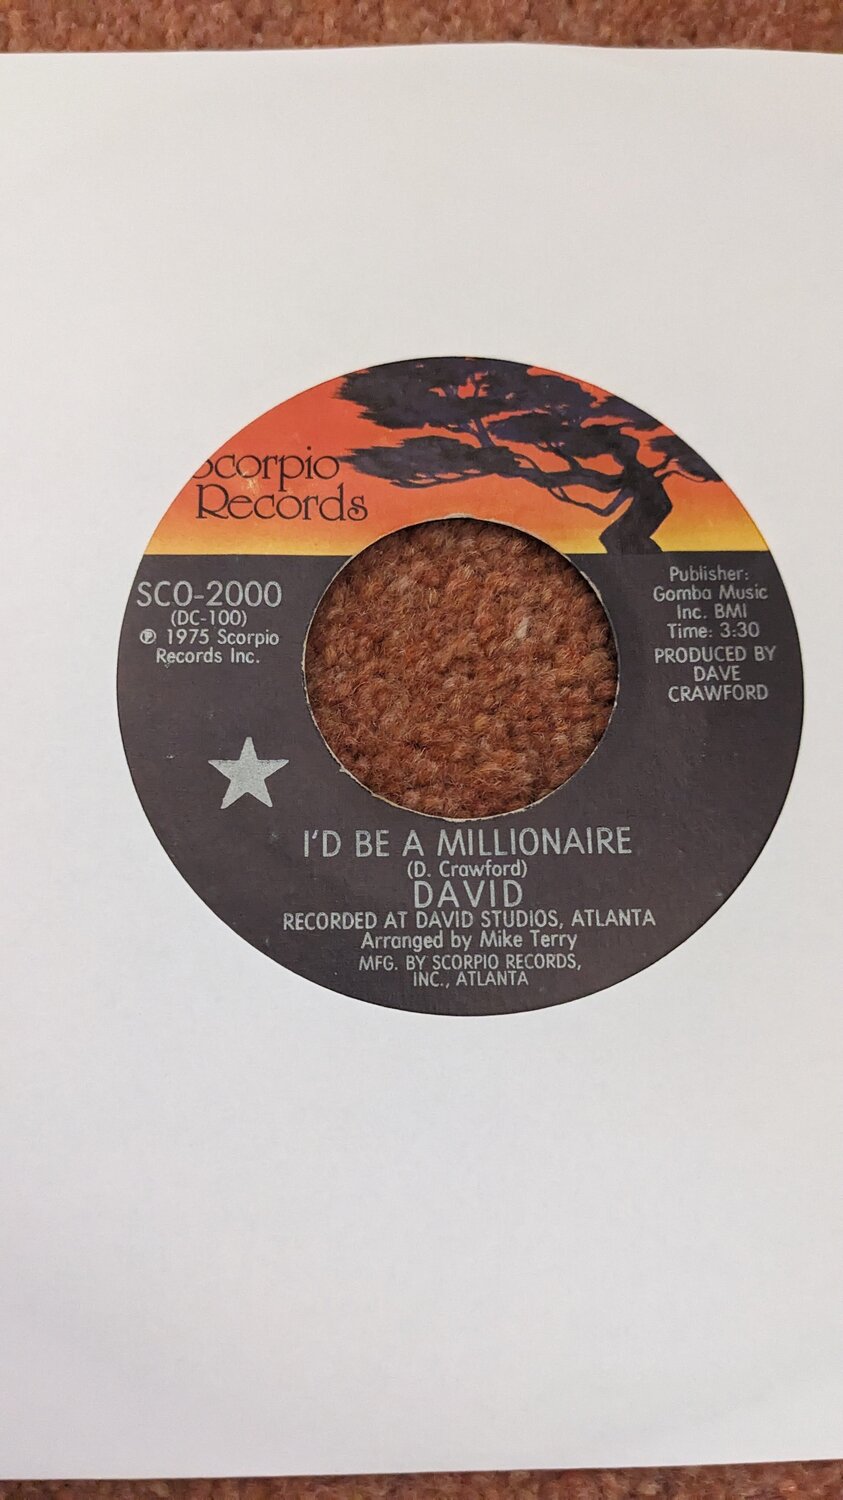 Scorpio
Records
SCO-2000
(DC-100)
℗ 1975 Scorpio
Records Inc.
Publisher:
Gomba Music
Inc. BMI
Time: 3:30
PRODUCED BY
DAVE
CRAWFORD
I'D BE A MILLIONAIRE
(D. Crawford)
DAVID
RECORDED AT DAVID STUDIOS, ATLANTA
Arranged by Mike Terry
MFG. BY SCORPIO RECORDS,
INC., ATLANTA